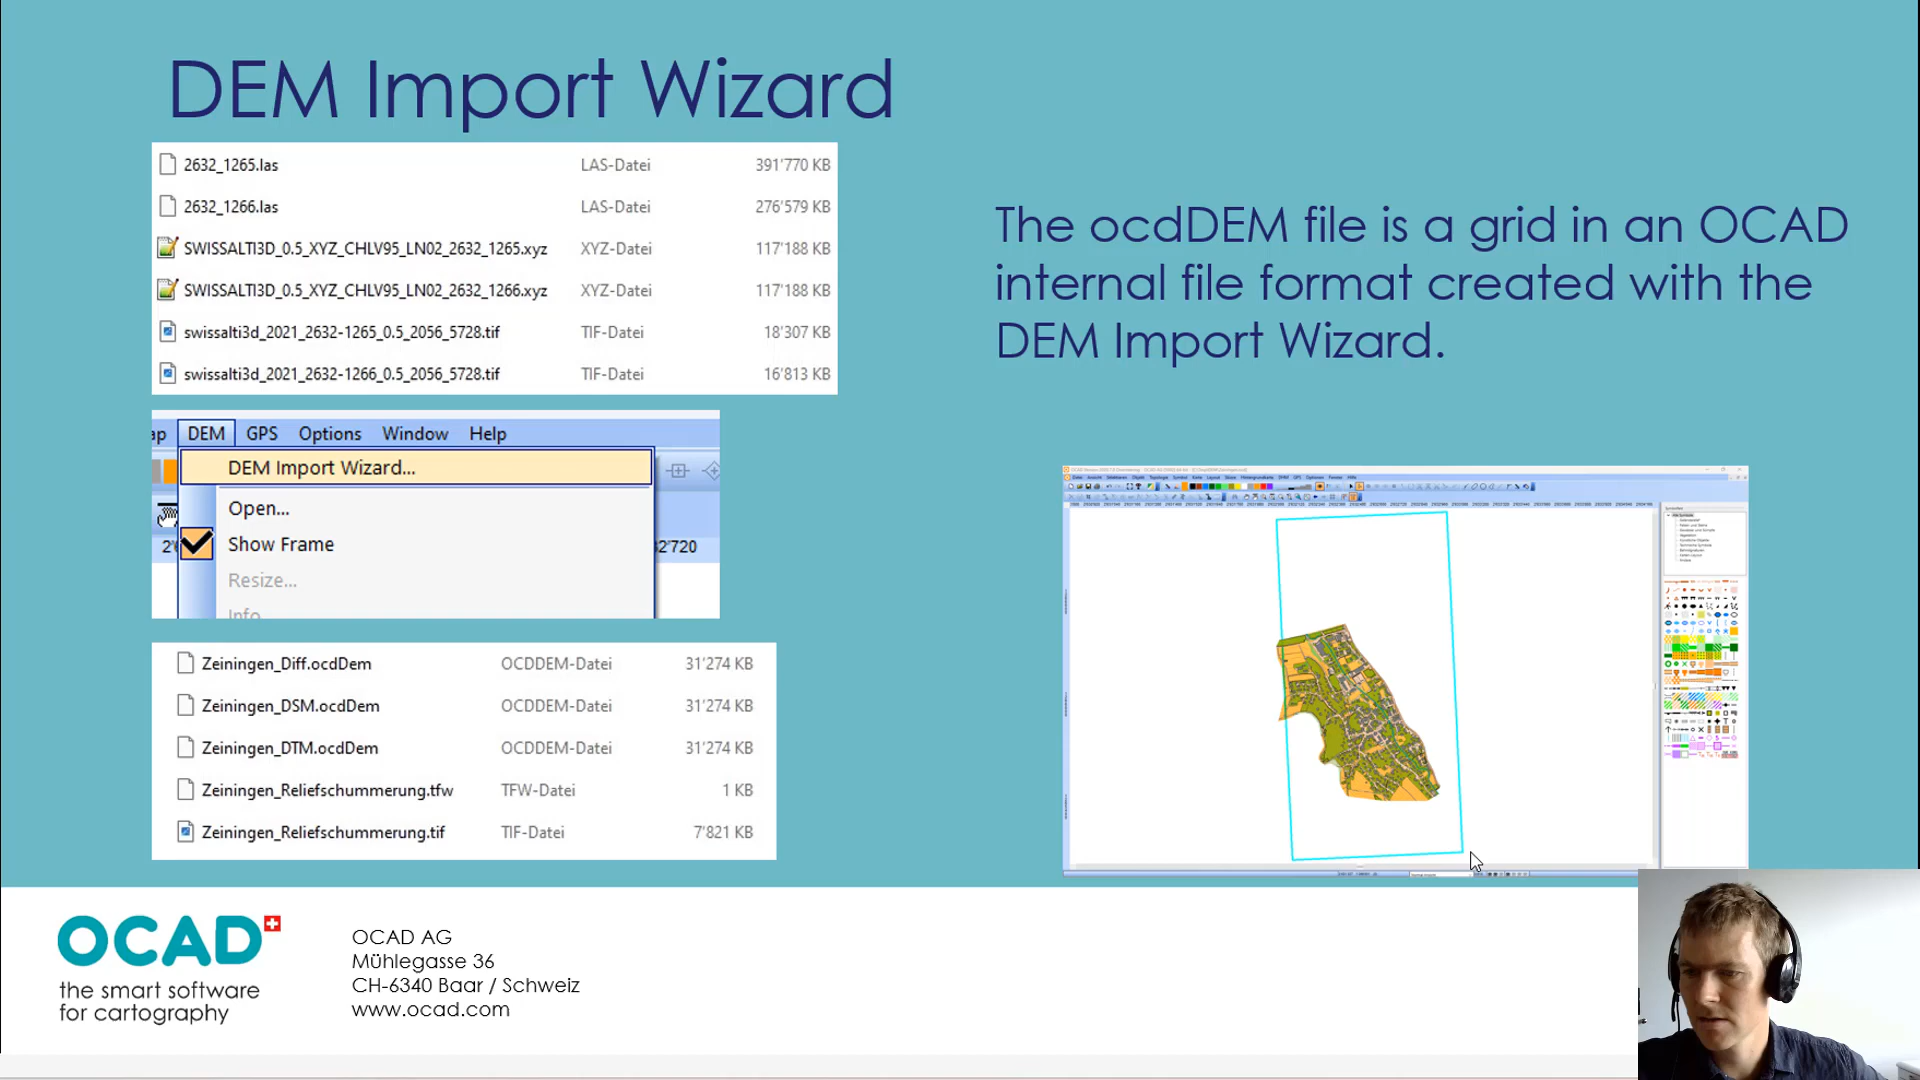 DEM Import Wizard
2632_1265.las LAS-Datei 391'770 KB
2632_1266.las LAS-Datei 276'579 KB
SWISSALTI3D_0.5_XYZ_CHLV95_LN02_2632_1265.xyz XYZ-Datei 117'188 KB
SWISSALTI3D_0.5_XYZ_CHLV95_LN02_2632_1266.xyz XYZ-Datei 117'188 KB
swissalti3d_2021_2632-1265_0.5_2056_5728.tif TIF-Datei 18'307 KB
swissalti3d_2021_2632-1266_0.5_2056_5728.tif TIF-Datei 16'813 KB
The ocdDEM file is a grid in an OCAD
internal file format created with the
DEM Import Wizard.
ap DEM GPS Options Window Help
DEM Import Wizard...
Open...
Show Frame
2'720
Resize...
Info
Zeiningen_Diff.ocdDem OCDDEM-Datei 31'274 KB
Zeiningen_DSM.ocdDem OCDDEM-Datei 31'274 KB
Zeiningen_DTM.ocdDem OCDDEM-Datei 31'274 KB
Zeiningen_Reliefschummerung.tfw TFW-Datei 1 KB
Zeiningen_Reliefschummerung.tif TIF-Datei 7'821 KB
OCAD
the smart software
for cartography
OCAD AG
Mühlegasse 36
CH-6340 Baar / Schweiz
www.ocad.com